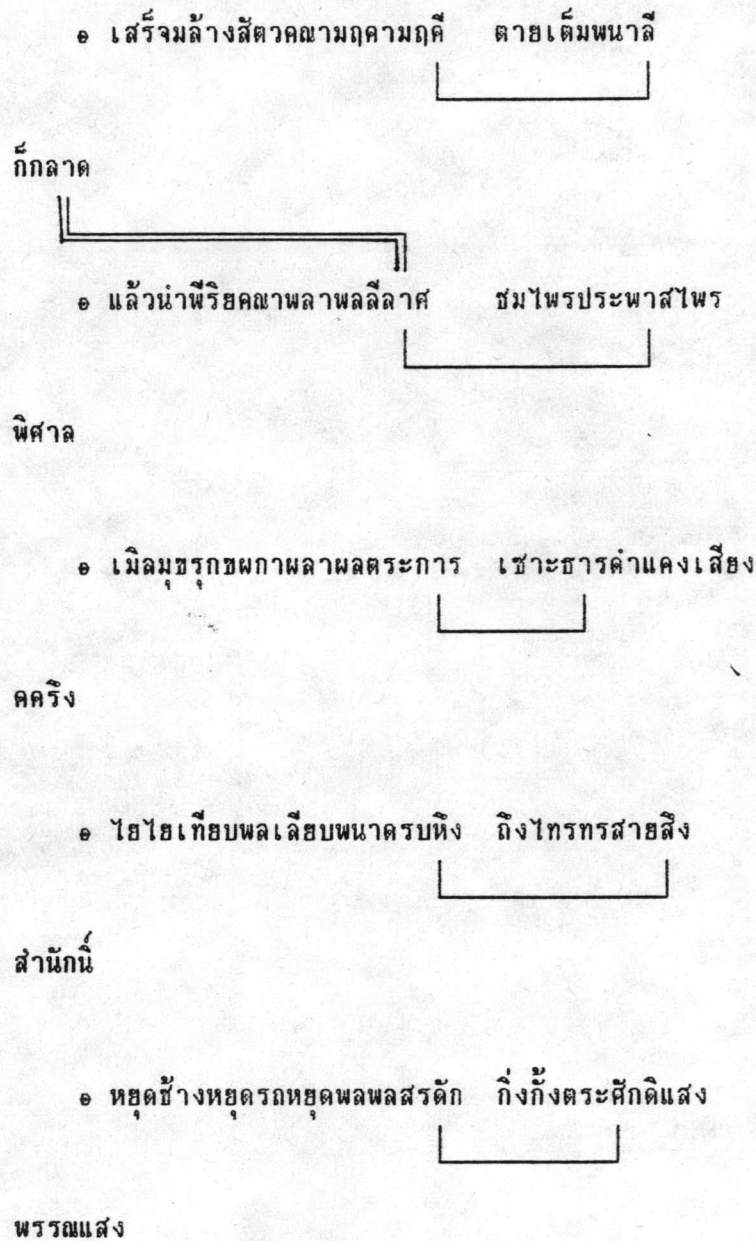 ๏ เสร็จมล้างสัตวคณามฤคามฤคี ตายเต็มพนาลี
ก็กลาด
๏ แล้วนำพีริยคณาพลาพลลีลาศ ชมไพรประพาสไพร
พิศาล
๏ เมิลมุขรุกขผกาผลาผลตระการ เซาะธารคำแคงเสียง
คครึง
๏ ไยไยเทียบพลเลียบพนาดรบหึง ถึงไทรทรสายสึง
สำนักนิ์
๏ หยุดช้างหยุดรถหยุดพลพลสรดัก กิ่งกั้งตระศักดิแสง
พรรณแสง